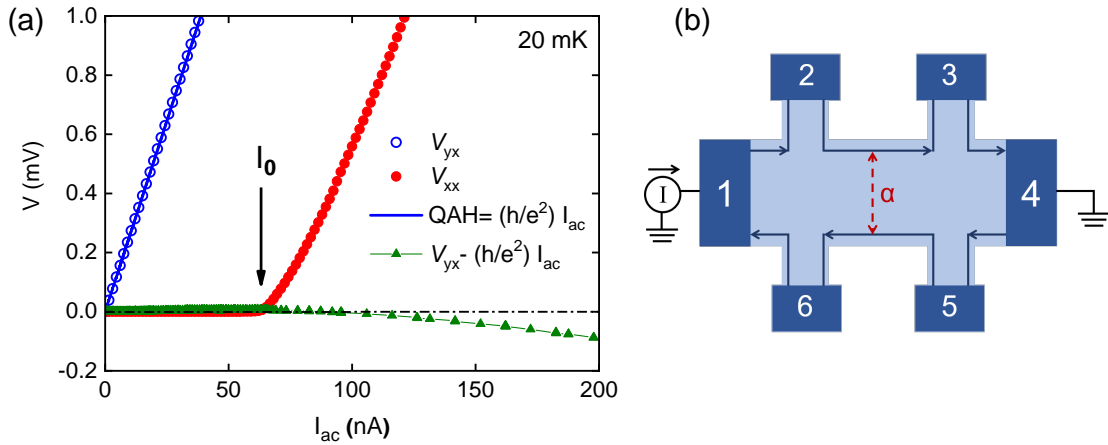 (a)
V (mV)
1.0
0.8
0.6
0.4
0.2
0.0
-0.2
20 mK
I0
Vyx
Vxx
QAH= (h/e²) Iac
Vyx- (h/e²) Iac
0
50
100
150
200
Iac (nA)
(b)
2
3
I
1
α
4
6
5